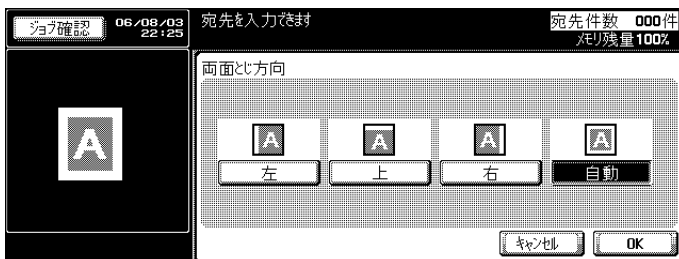 ジョブ確認
06/08/03
22:25
宛先を入力できます
宛先件数 000件
メモリ残量100%
両面とじ方向
A
A A A A
左 上 右 自動
キャンセル OK